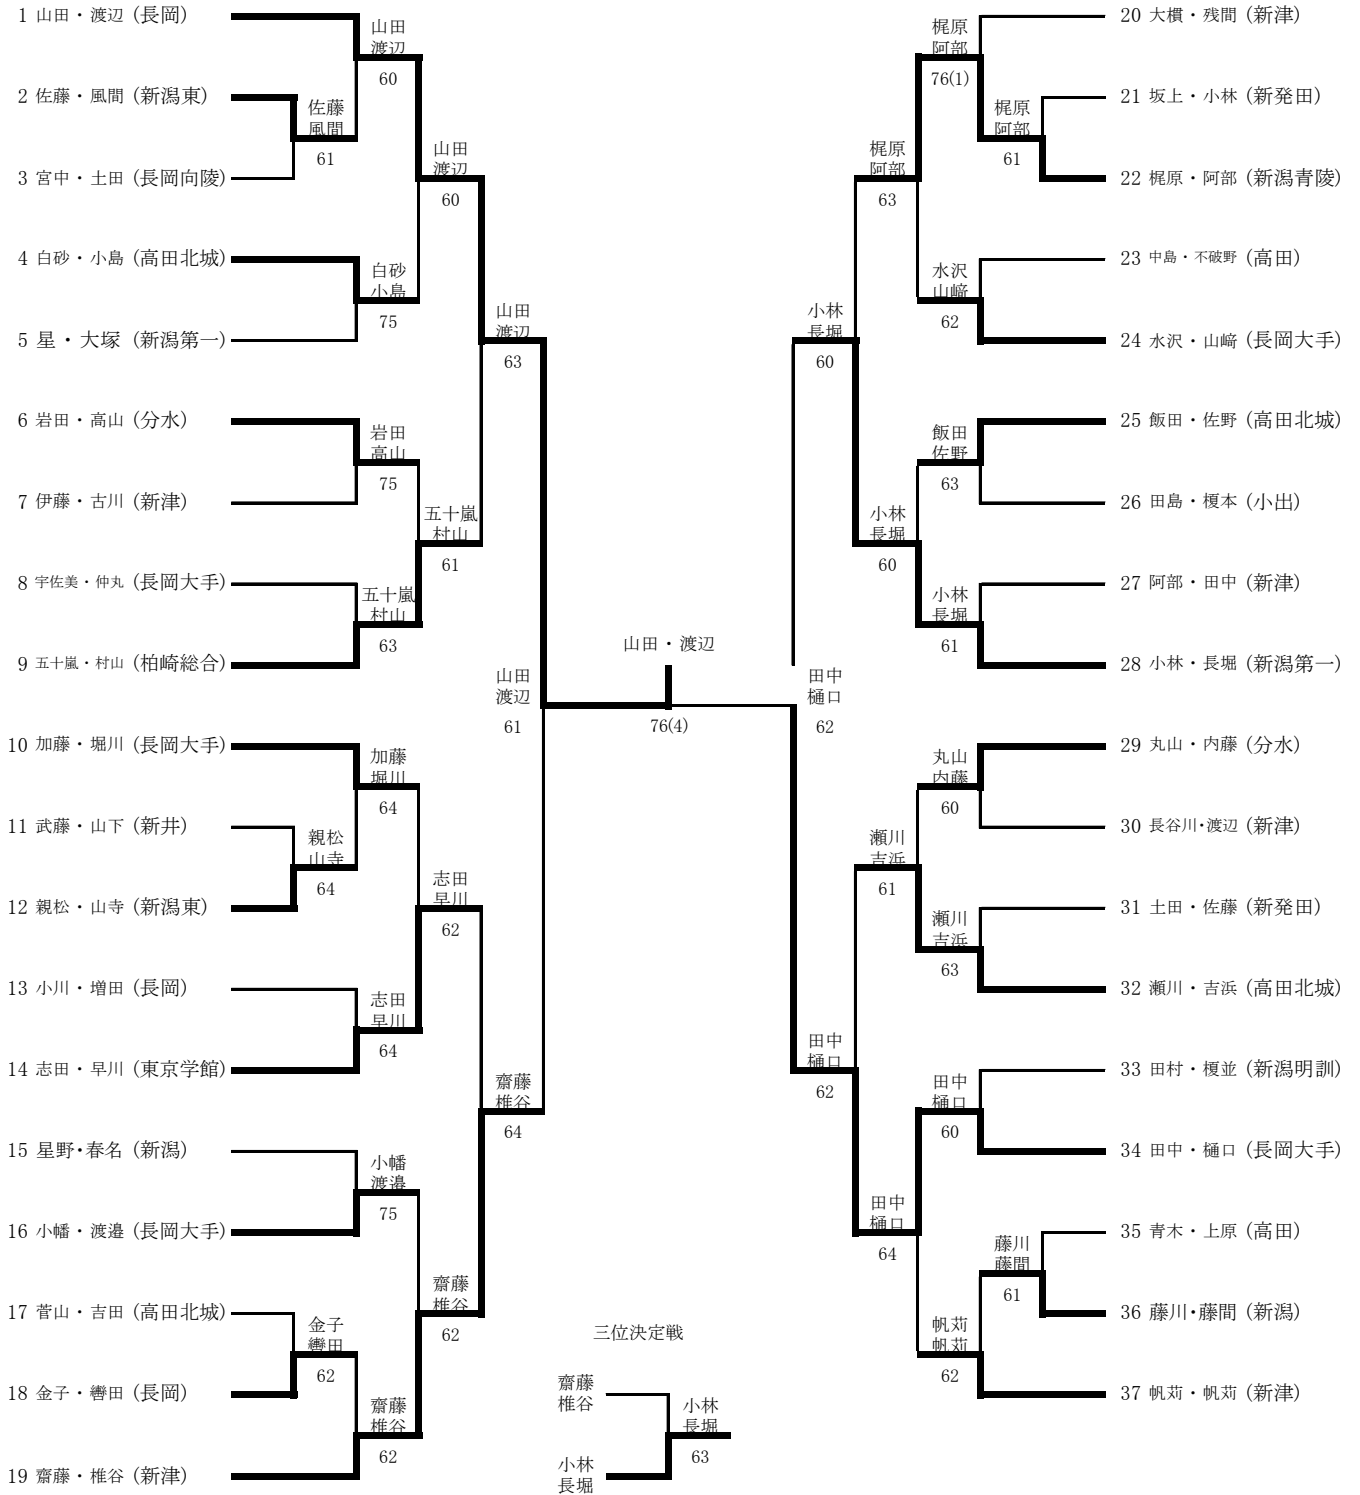 1 山田・渡辺 (長岡)
2 佐藤・風間 (新潟東)
3 宮中・土田 (長岡向陵)
4 白砂・小島 (高田北城)
5 星・大塚 (新潟第一)
6 岩田・高山 (分水)
7 伊藤・古川 (新津)
8 宇佐美・仲丸 (長岡大手)
9 五十嵐・村山 (柏崎総合)
10 加藤・堀川 (長岡大手)
11 武藤・山下 (新井)
12 親松・山寺 (新潟東)
13 小川・増田 (長岡)
14 志田・早川 (東京学館)
15 星野・春名 (新潟)
16 小幡・渡邉 (長岡大手)
17 菅山・吉田 (高田北城)
18 金子・轡田 (長岡)
19 齋藤・椎谷 (新津)
佐藤
風間
61
親松
山寺
64
金子
轡田
62
山田
渡辺
60
白砂
小島
75
岩田
高山
75
五十嵐
村山
63
加藤
堀川
64
志田
早川
64
小幡
渡邉
75
齋藤
椎谷
62
山田
渡辺
60
五十嵐
村山
61
志田
早川
62
齋藤
椎谷
62
山田
渡辺
63
齋藤
椎谷
64
山田
渡辺
61
山田・渡辺
76(4)
田中
樋口
62
小林
長堀
60
田中
樋口
62
梶原
阿部
63
小林
長堀
60
瀬川
吉浜
61
田中
樋口
64
梶原
阿部
76(1)
水沢
山﨑
62
飯田
佐野
63
小林
長堀
61
丸山
内藤
60
瀬川
吉浜
63
田中
樋口
60
帆苅
帆苅
62
梶原
阿部
61
藤川
藤間
61
20 大樌・残間 (新津)
21 坂上・小林 (新発田)
22 梶原・阿部 (新潟青陵)
23 中島・不破野 (高田)
24 水沢・山﨑 (長岡大手)
25 飯田・佐野 (高田北城)
26 田島・榎本 (小出)
27 阿部・田中 (新津)
28 小林・長堀 (新潟第一)
29 丸山・内藤 (分水)
30 長谷川・渡辺 (新津)
31 土田・佐藤 (新発田)
32 瀬川・吉浜 (高田北城)
33 田村・榎並 (新潟明訓)
34 田中・樋口 (長岡大手)
35 青木・上原 (高田)
36 藤川・藤間 (新潟)
37 帆苅・帆苅 (新津)
三位決定戦
齋藤
椎谷
小林
長堀
小林
長堀
63